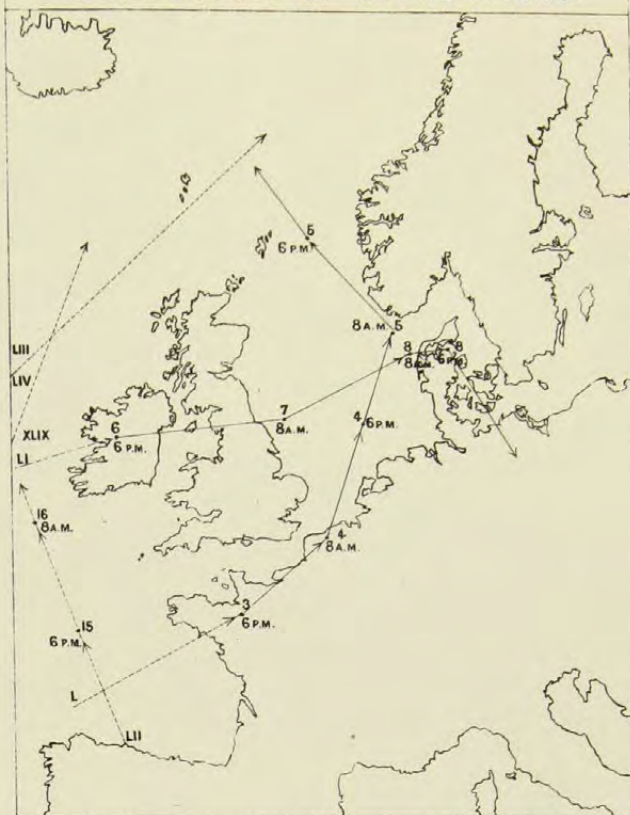 5
6 P.M.
8 A.M. 5
LIII
8
8 A.M.
8
6 P.M.
LIV
4
6 P.M.
7
8 A.M.
XLIX
6
6 P.M.
LI
16
8 A.M.
4
8 A.M.
3
6 P.M.
15
6 P.M.
L
LII